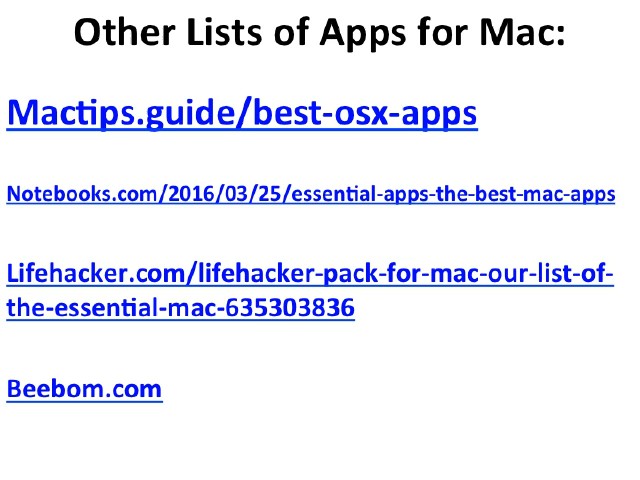 Other Lists of Apps for Mac:
Mactips.guide/best-osx-apps
Notebooks.com/2016/03/25/essential-apps-the-best-mac-apps
Lifehacker.com/lifehacker-pack-for-mac-our-list-of-
the-essential-mac-635303836
Beebom.com